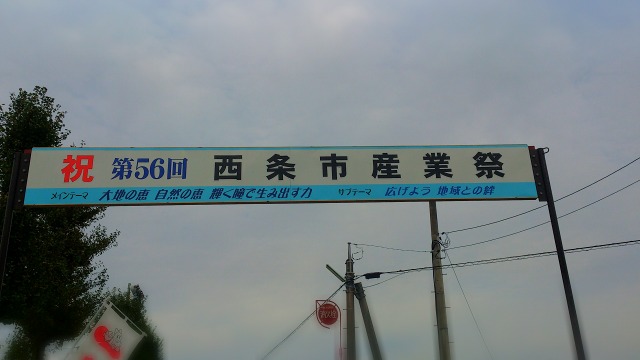 祝 第56回 西条市産業祭
メインテーマ 大地の恵 自然の恵 輝く瞳で生み出す力 サブテーマ 広げよう 地域との絆